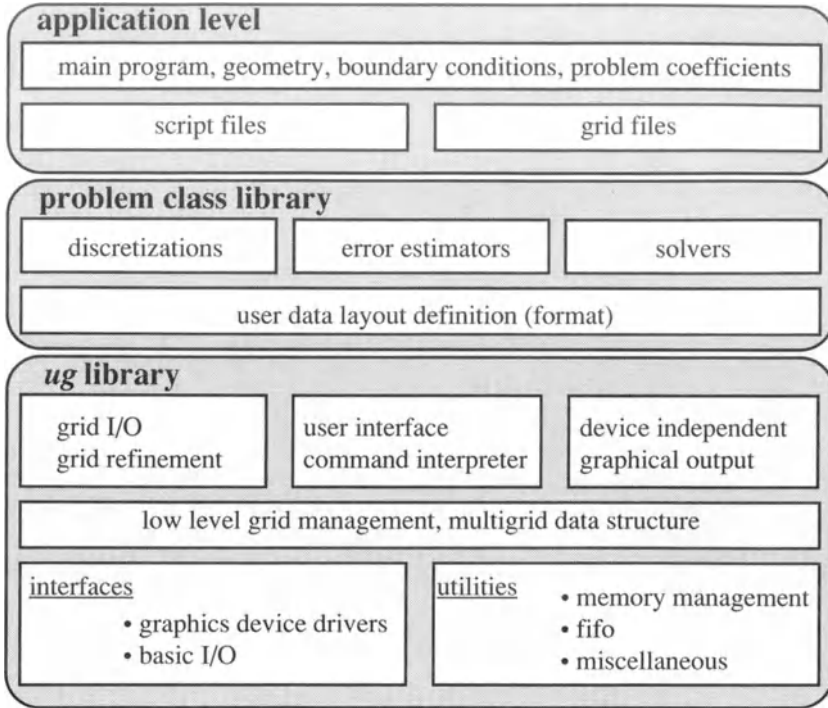 application level
main program, geometry, boundary conditions, problem coefficients
script files
grid files
problem class library
discretizations
error estimators
solvers
user data layout definition (format)
ug library
grid I/O
grid refinement
user interface
command interpreter
device independent
graphical output
low level grid management, multigrid data structure
interfaces
• graphics device drivers
• basic I/O
utilities
• memory management
• fifo
• miscellaneous